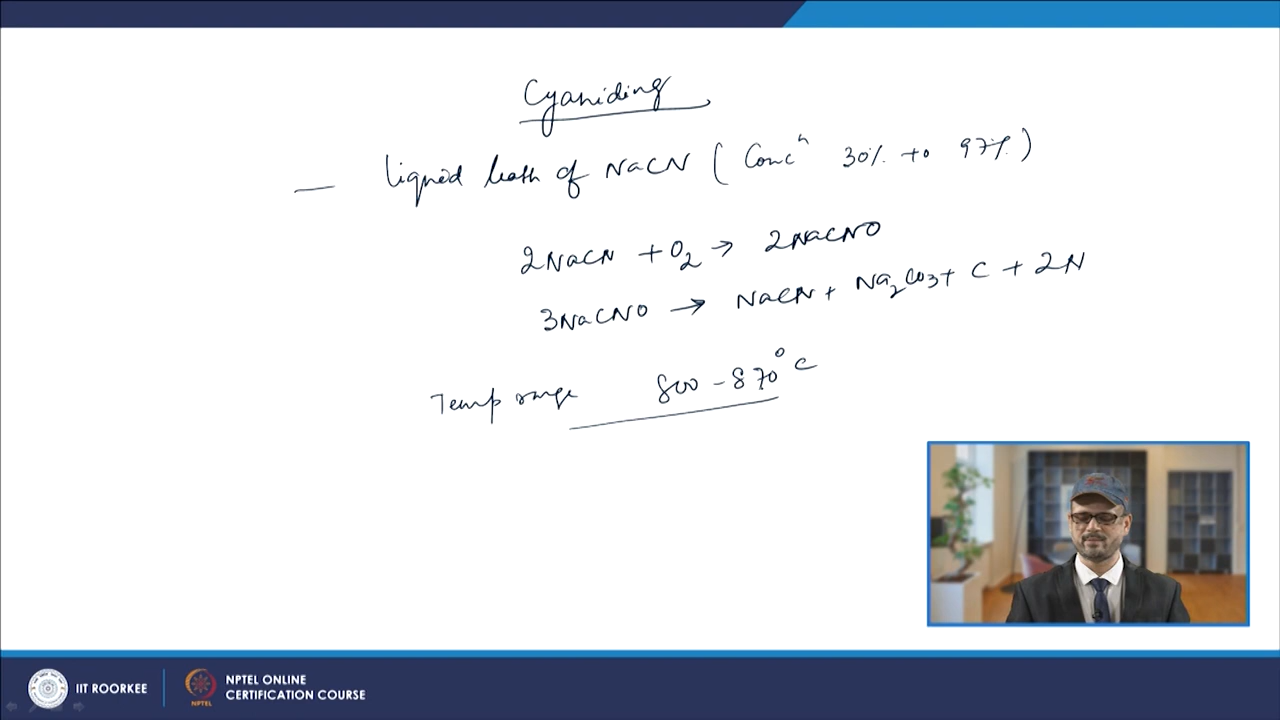 Cyaniding
— Liquid bath of NaCN ( Concⁿ 30% to 97%)
2NaCN + O₂ → 2NaCNO
3NaCNO → NaCN + Na₂CO₃ + C + 2N
Temp range 800 - 870°C
IIT ROORKEE
NPTEL ONLINE
CERTIFICATION COURSE
NPTEL